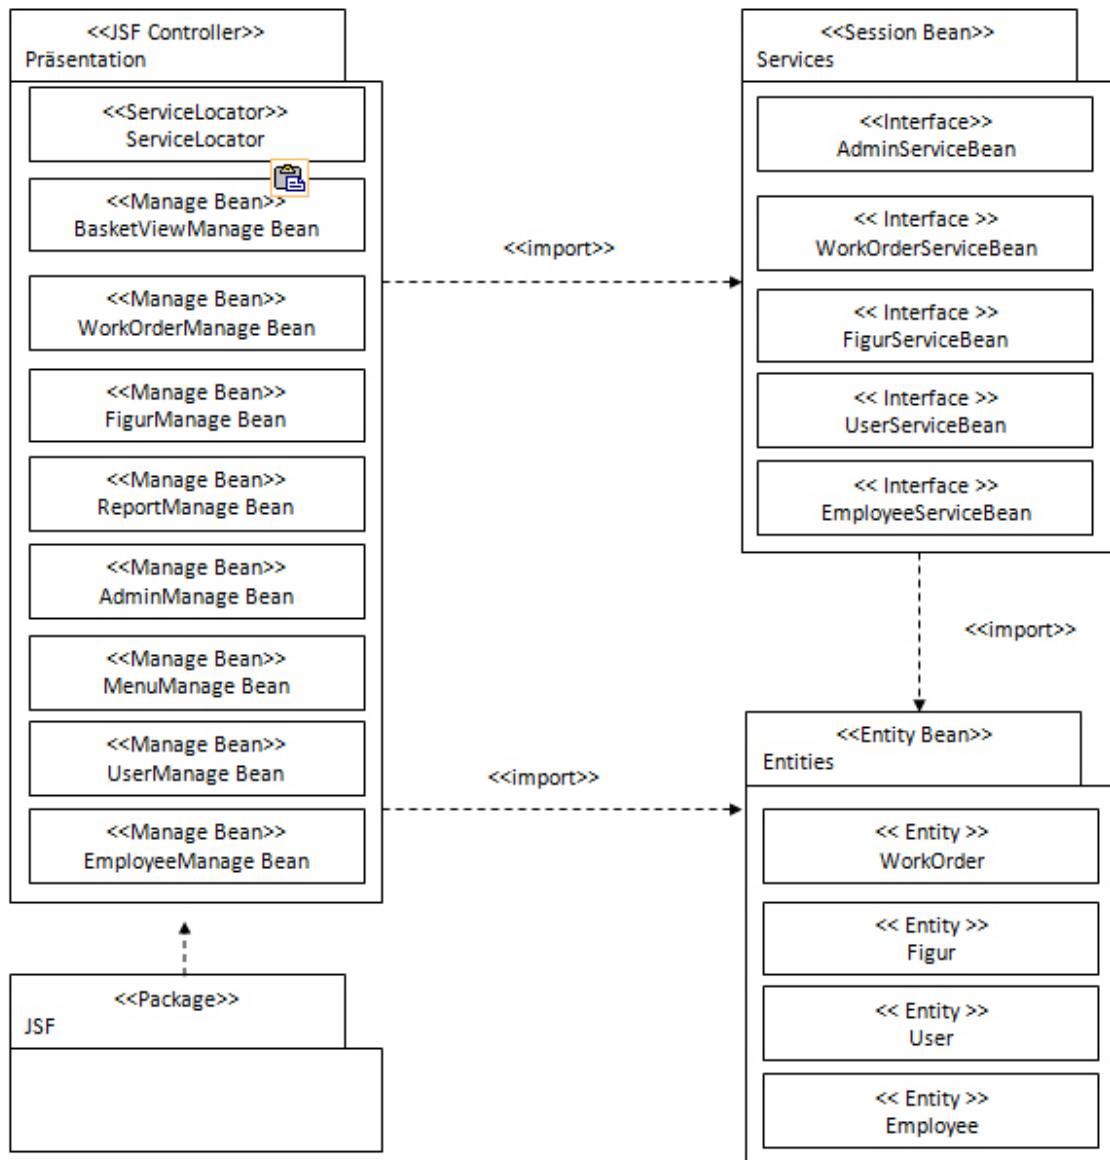 <<JSF Controller>>
Präsentation
<<ServiceLocator>>
ServiceLocator
<<Manage Bean>>
BasketViewManage Bean
<<Manage Bean>>
WorkOrderManage Bean
<<Manage Bean>>
FigurManage Bean
<<Manage Bean>>
ReportManage Bean
<<Manage Bean>>
AdminManage Bean
<<Manage Bean>>
MenuManage Bean
<<Manage Bean>>
UserManage Bean
<<Manage Bean>>
EmployeeManage Bean
<<Package>>
JSF
<<import>>
<<import>>
<<Session Bean>>
Services
<<Interface>>
AdminServiceBean
<< Interface >>
WorkOrderServiceBean
<< Interface >>
FigurServiceBean
<< Interface >>
UserServiceBean
<< Interface >>
EmployeeServiceBean
<<import>>
<<Entity Bean>>
Entities
<< Entity >>
WorkOrder
<< Entity >>
Figur
<< Entity >>
User
<< Entity >>
Employee